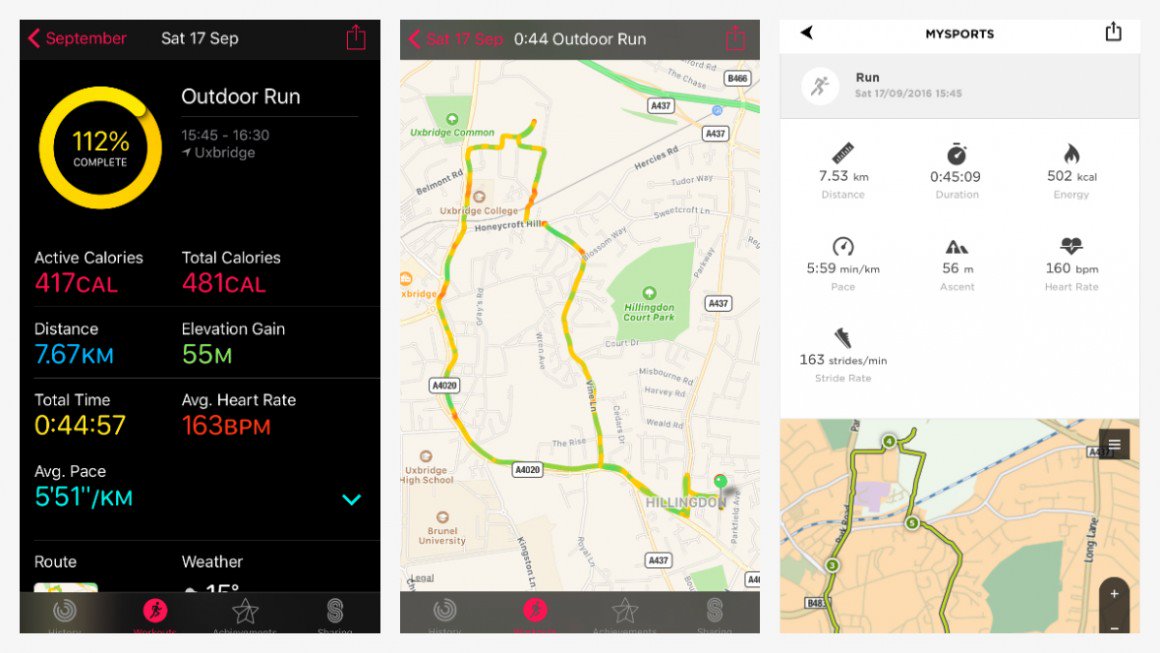 September
Sat 17 Sep
112%
COMPLETE
Outdoor Run
15:45 - 16:30
Uxbridge
Active Calories
Total Calories
417CAL
481CAL
Distance
Elevation Gain
7.67KM
55M
Total Time
Avg. Heart Rate
0:44:57
163BPM
Avg. Pace
5'51"/KM
Route
Weather
15°
History
Workouts
Achievements
Sharing
Sat 17 Sep
0:44 Outdoor Run
The Chase
B466
A437
Uxbridge Common
A437
Hercies Rd
Belmont Rd
Tudor Way
Uxbridge College
Sweetcroft Ln
Honeycroft Hill
Blossom Way
Parkway
xbridge
Gray's Rd
Hillingdon
Court Park
A437
Wren Ave
Court Dr
Misbourne Rd
A4020
Vine Ln
Harvey Rd
Cedars Dr
Weald Rd
The Rise
Uxbridge
High School
A4020
HILLINGDON
Parkfield Ave
Brunel
University
Kingston Ln
Royal Ln
A437
Legal
A4
History
Workouts
Achievements
Sharing
MYSPORTS
Run
Sat 17/09/2016 15:45
7.53 km
0:45:09
502 kcal
Distance
Duration
Energy
5:59 min/km
56 m
160 bpm
Pace
Ascent
Heart Rate
163 strides/min
Stride Rate
4
A437
5
Park Road
Long Lane
3
B483
+
−